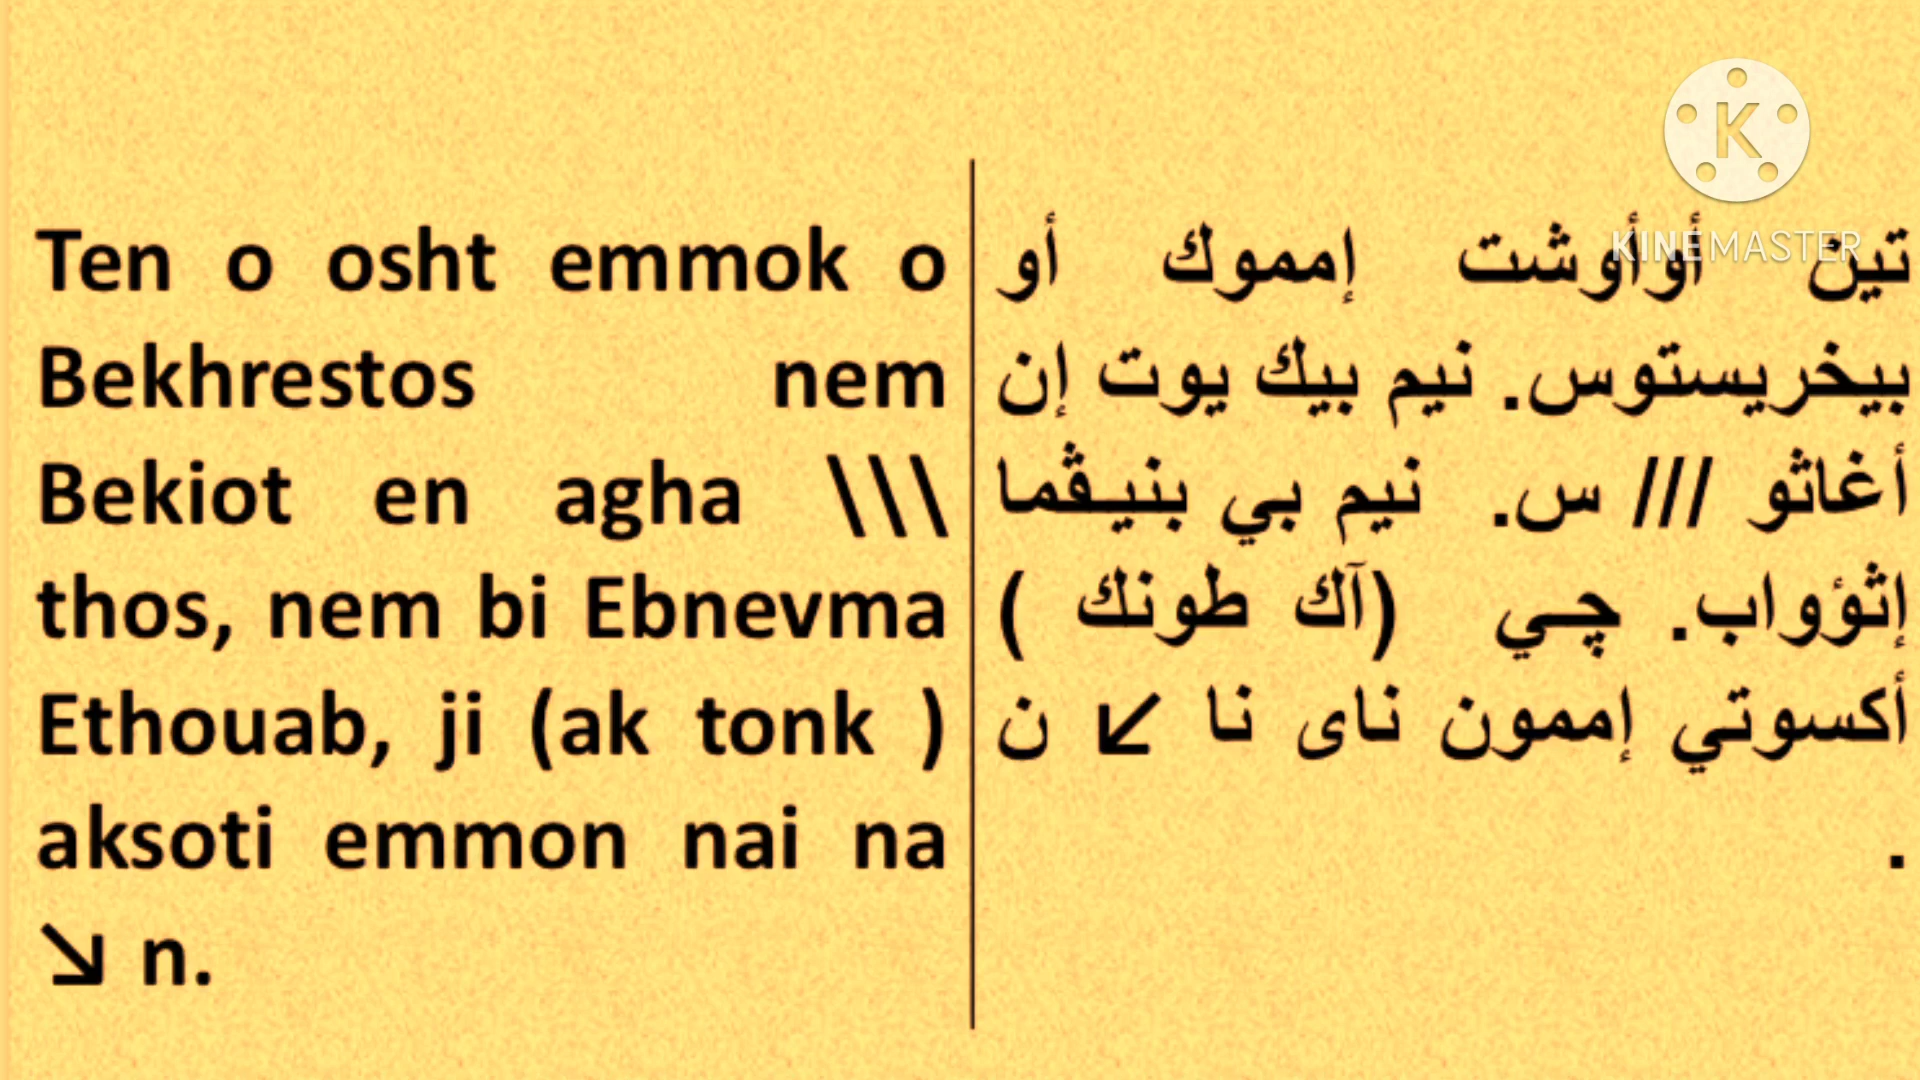 Ten o osht emmok o
Bekhrestos nem
Bekiot en agha \\\
thos, nem bi Ebnevma
Ethouab, ji (ak tonk )
aksoti emmon nai na
↘ n.
تين أوأوشت إمموك أو
بيخريستوس. نيم بيك يوت إن
أغاثو /// س. نيم بي بنيـڤما
إثؤواب. چـي (آك طونك )
أكسوتي إممون ناى نا ↙ ن
.
K
KINEMASTER